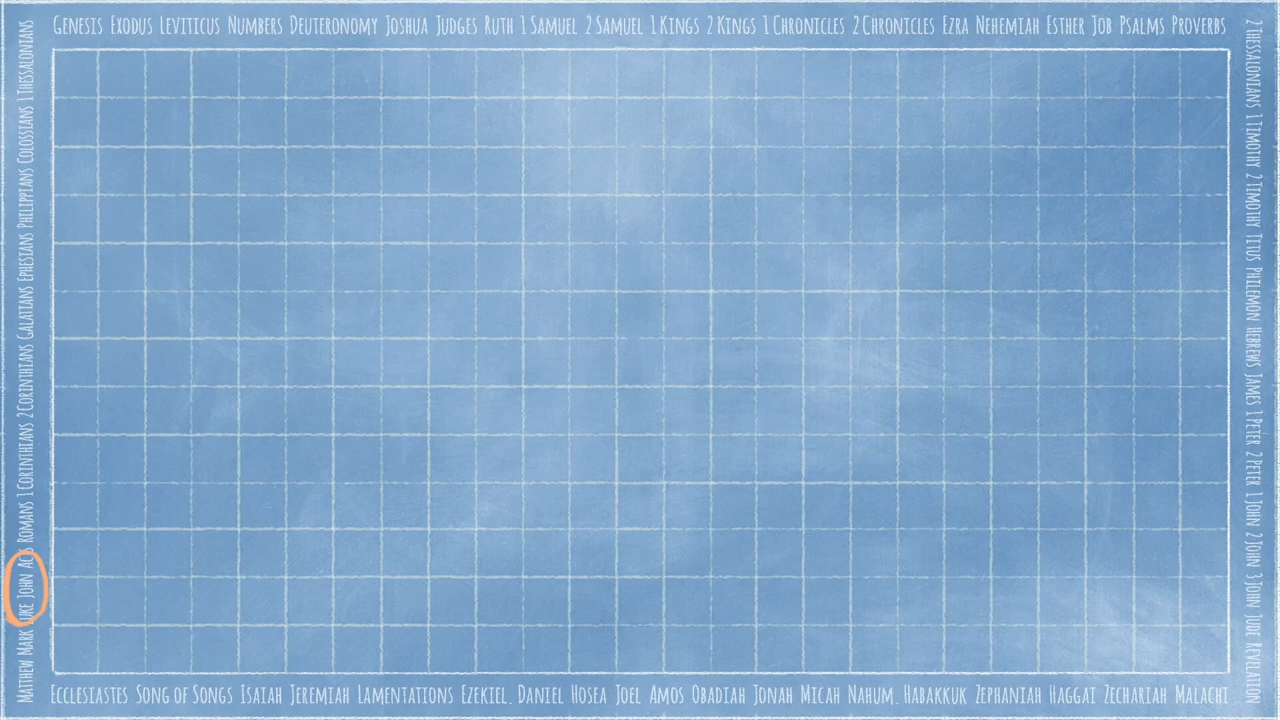 Genesis Exodus Leviticus Numbers Deuteronomy Joshua Judges Ruth 1 Samuel 2 Samuel 1 Kings 2 Kings 1 Chronicles 2 Chronicles Ezra Nehemiah Esther Job Psalms Proverbs
Ecclesiastes Song of Songs Isaiah Jeremiah Lamentations Ezekiel Daniel Hosea Joel Amos Obadiah Jonah Micah Nahum Habakkuk Zephaniah Haggai Zechariah Malachi
Matthew Mark Luke John Acts Romans 1 Corinthians 2 Corinthians Galatians Ephesians Philippians Colossians 1 Thessalonians
2 Thessalonians 1 Timothy 2 Timothy Titus Philemon Hebrews James 1 Peter 2 Peter 1 John 2 John 3 John Jude Revelation